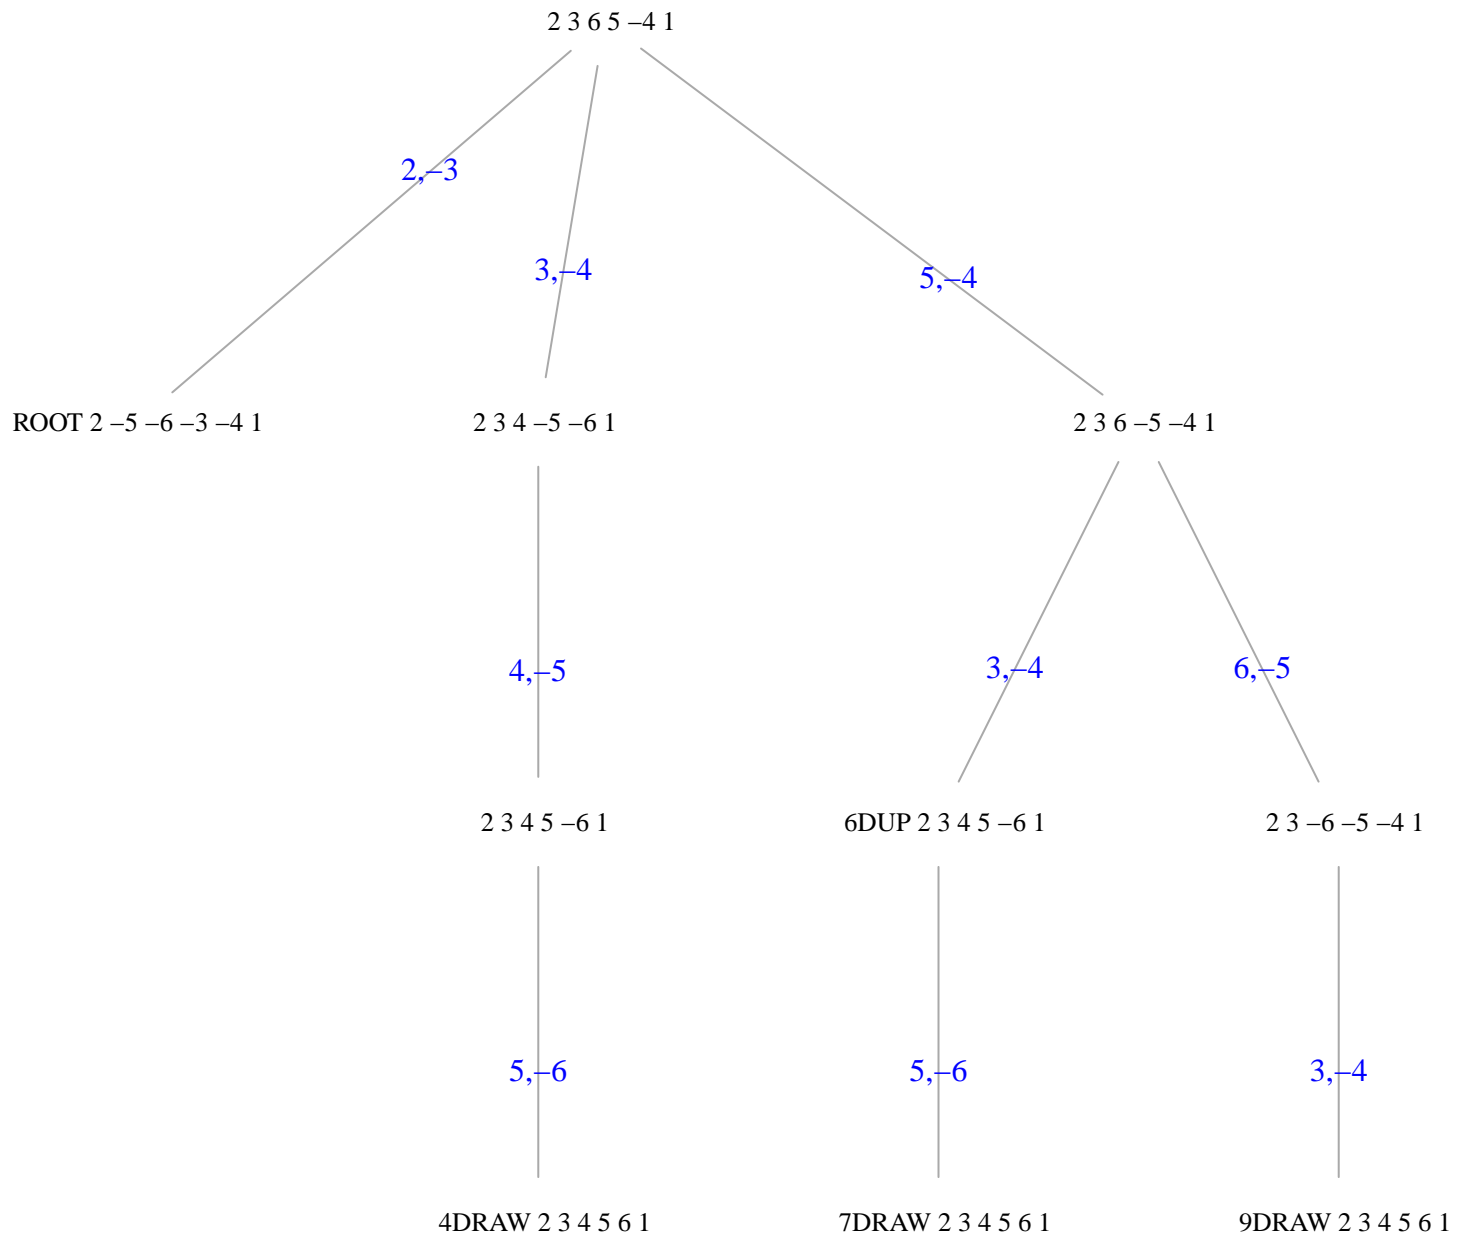 2 3 6 5 –4 1
2,–3
3,–4
5,–4
ROOT 2 –5 –6 –3 –4 1
2 3 4 –5 –6 1
2 3 6 –5 –4 1
4,–5
3,–4
6,–5
2 3 4 5 –6 1
6DUP 2 3 4 5 –6 1
2 3 –6 –5 –4 1
5,–6
5,–6
3,–4
4DRAW 2 3 4 5 6 1
7DRAW 2 3 4 5 6 1
9DRAW 2 3 4 5 6 1